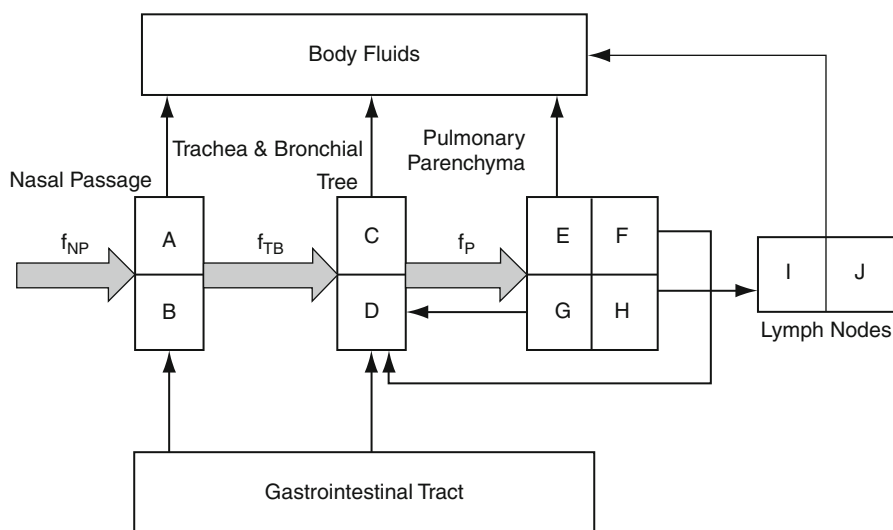 Body Fluids
Trachea & Bronchial
Tree
Pulmonary
Parenchyma
Nasal Passage
f_NP
f_TB
f_P
A
B
C
D
E
F
G
H
I
J
Lymph Nodes
Gastrointestinal Tract